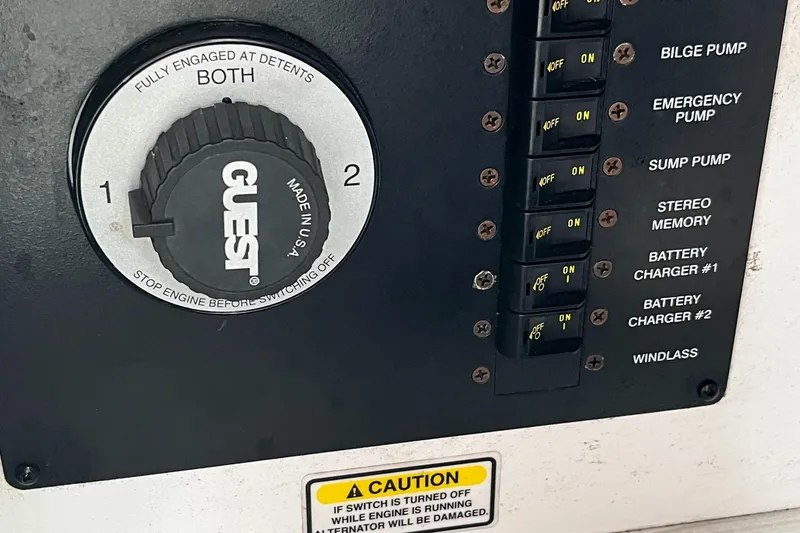 FULLY ENGAGED AT DETENTS
BOTH
1
2
GUEST®
MADE IN U.S.A.
STOP ENGINE BEFORE SWITCHING OFF
OFF ON
OFF ON
BILGE PUMP
OFF ON
EMERGENCY
PUMP
OFF ON
SUMP PUMP
OFF ON
STEREO
MEMORY
OFF ON
BATTERY
CHARGER #1
OFF ON
BATTERY
CHARGER #2
WINDLASS
CAUTION
IF SWITCH IS TURNED OFF
WHILE ENGINE IS RUNNING
ALTERNATOR WILL BE DAMAGED.